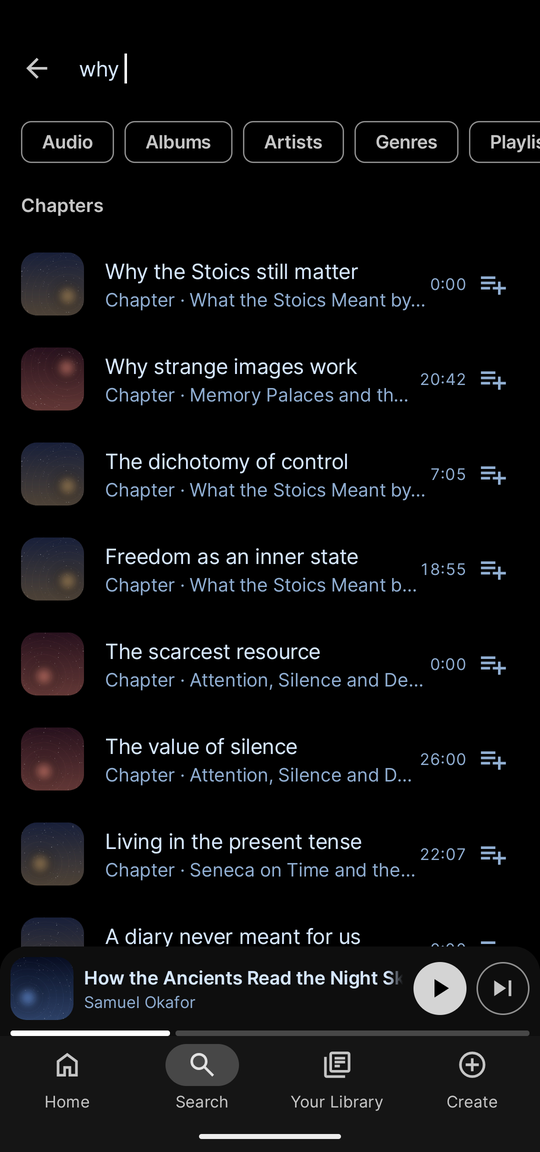 why
Audio
Albums
Artists
Genres
Chapters
Why the Stoics still matter
Chapter · What the Stoics Meant by...
0:00
Why strange images work
Chapter · Memory Palaces and th...
20:42
The dichotomy of control
Chapter · What the Stoics Meant by...
7:05
Freedom as an inner state
Chapter · What the Stoics Meant b...
18:55
The scarcest resource
Chapter · Attention, Silence and De...
0:00
The value of silence
Chapter · Attention, Silence and D...
26:00
Living in the present tense
Chapter · Seneca on Time and the...
22:07
A diary never meant for us
How the Ancients Read the Night
Samuel Okafor
Home
Search
Your Library
Create